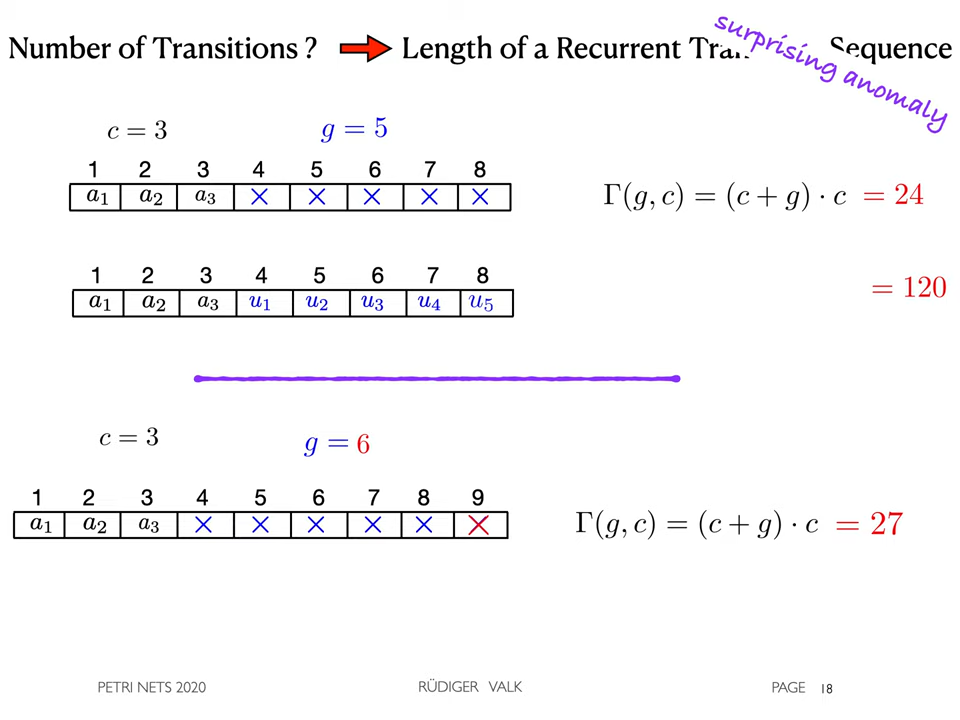 Number of Transitions ? Length of a Recurrent Sequence
surprising anomaly
c = 3 g = 5
1 2 3 4 5 6 7 8
a₁ a₂ a₃ × × × × ×
Γ(g, c) = (c + g) · c = 24
1 2 3 4 5 6 7 8
a₁ a₂ a₃ u₁ u₂ u₃ u₄ u₅
= 120
c = 3 g = 6
1 2 3 4 5 6 7 8 9
a₁ a₂ a₃ × × × × × ×
Γ(g, c) = (c + g) · c = 27
PETRI NETS 2020 RÜDIGER VALK PAGE 18